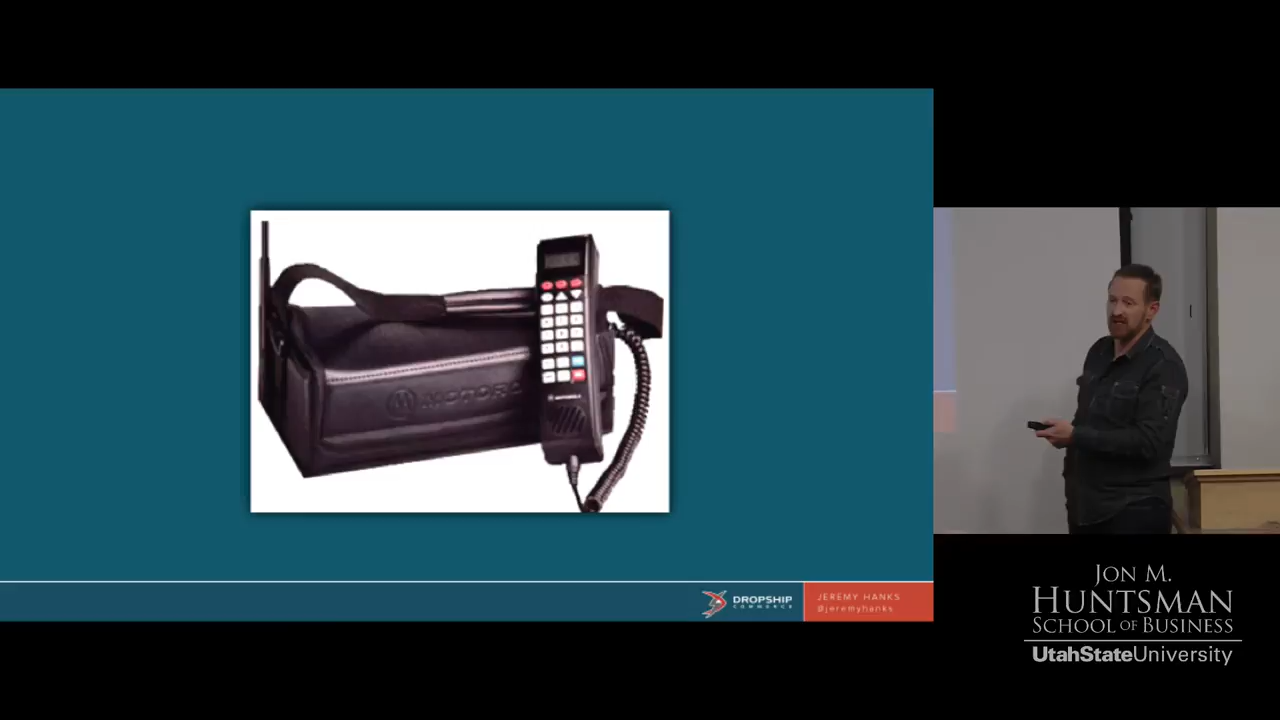 MOTOROLA
DROPSHIP
COMMERCE
JEREMY HANKS
@jeremyhanks
JON M.
HUNTSMAN
SCHOOL OF BUSINESS
UtahStateUniversity